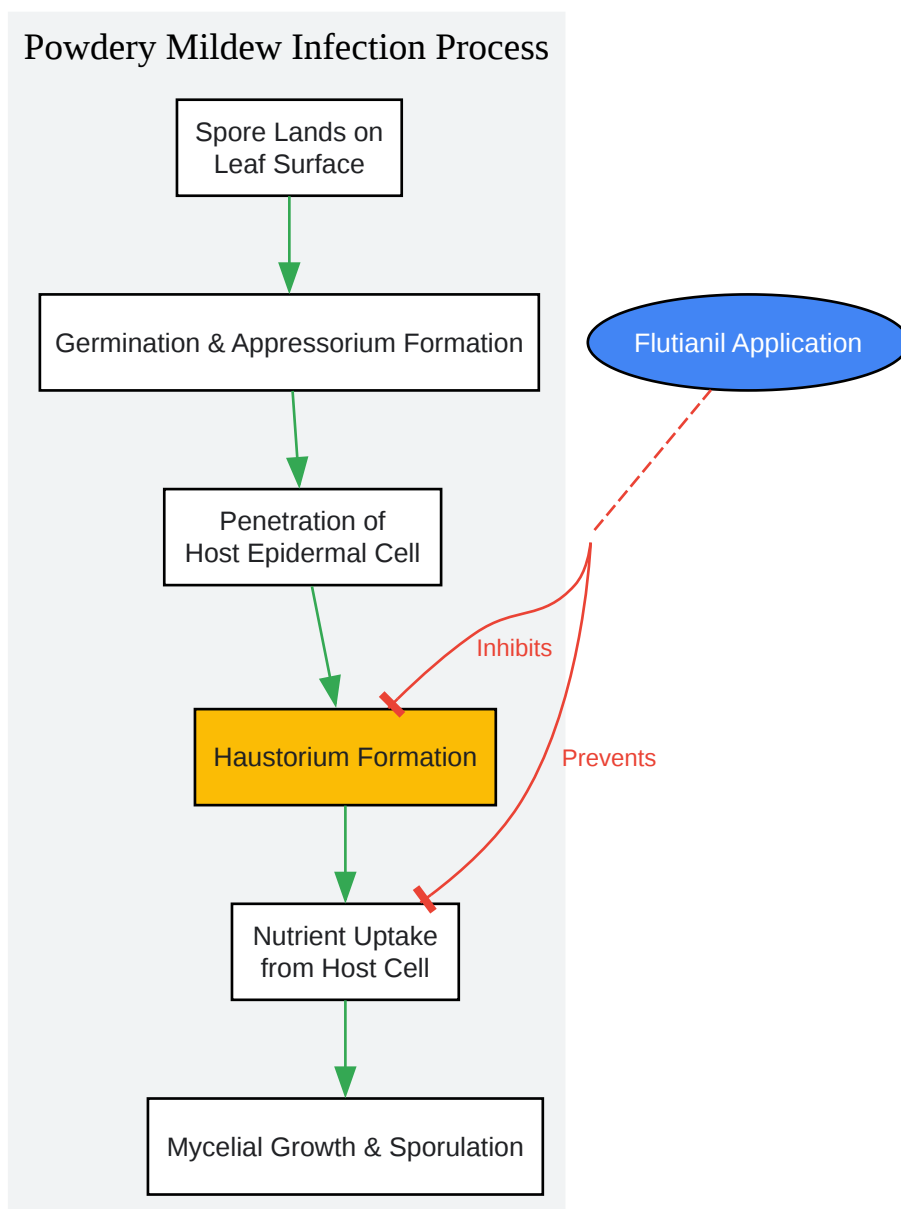 Powdery Mildew Infection Process
Spore Lands on
Leaf Surface
Germination & Appressorium Formation
Flutianil Application
Penetration of
Host Epidermal Cell
Inhibits
Haustorium Formation
Prevents
Nutrient Uptake
from Host Cell
Mycelial Growth & Sporulation